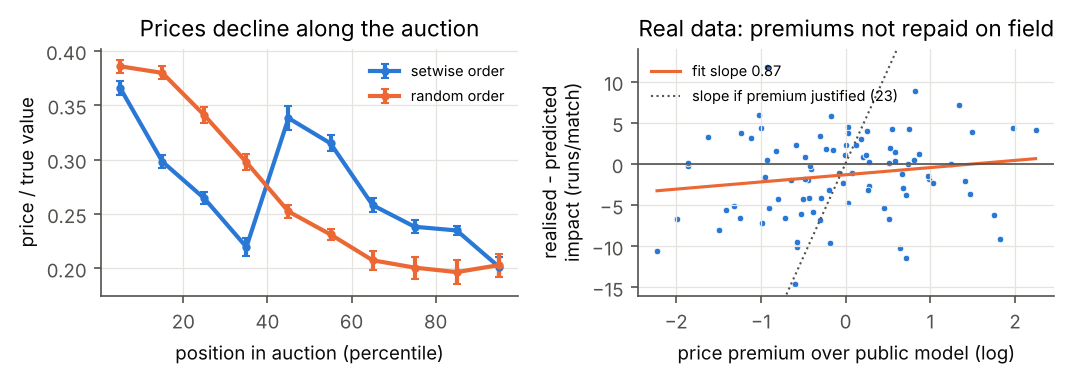 Prices decline along the auction
price / true value
0.40
0.35
0.30
0.25
0.20
setwise order
random order
20
40
60
80
position in auction (percentile)
Real data: premiums not repaid on field
realised - predicted
impact (runs/match)
10
5
0
−5
−10
−15
fit slope 0.87
slope if premium justified (23)
−2
−1
0
1
2
price premium over public model (log)